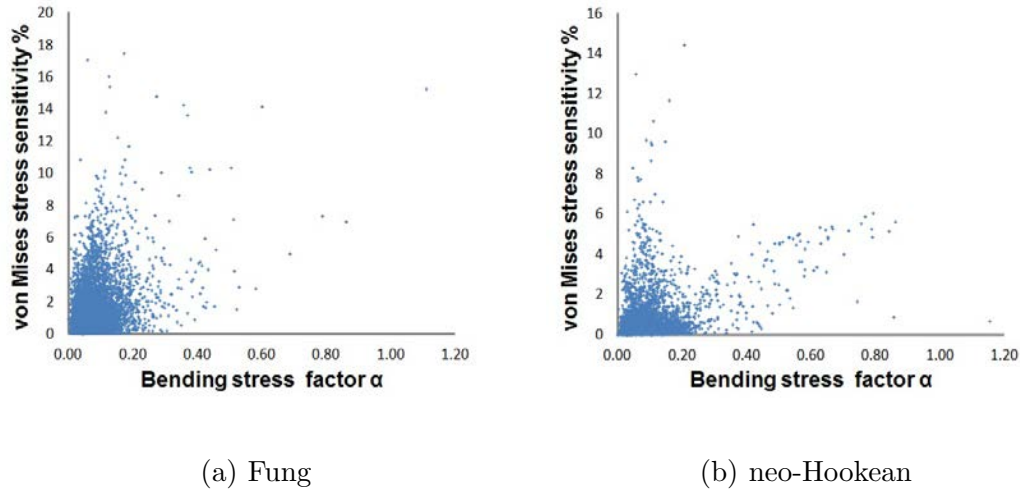 von Mises stress sensitivity %
20
18
16
14
12
10
8
6
4
2
0
0.00 0.20 0.40 0.60 0.80 1.00 1.20
Bending stress factor α
(a) Fung
von Mises stress sensitivity %
16
14
12
10
8
6
4
2
0
0.00 0.20 0.40 0.60 0.80 1.00 1.20
Bending stress factor α
(b) neo-Hookean